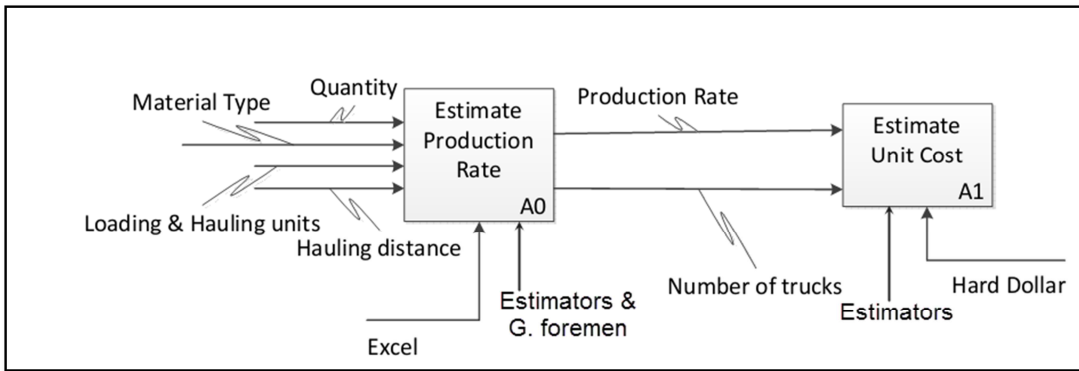 Quantity
Material Type
Loading & Hauling units
Hauling distance
Estimate
Production
Rate
A0
Excel
Estimators &
G. foremen
Production Rate
Number of trucks
Estimate
Unit Cost
A1
Estimators
Hard Dollar